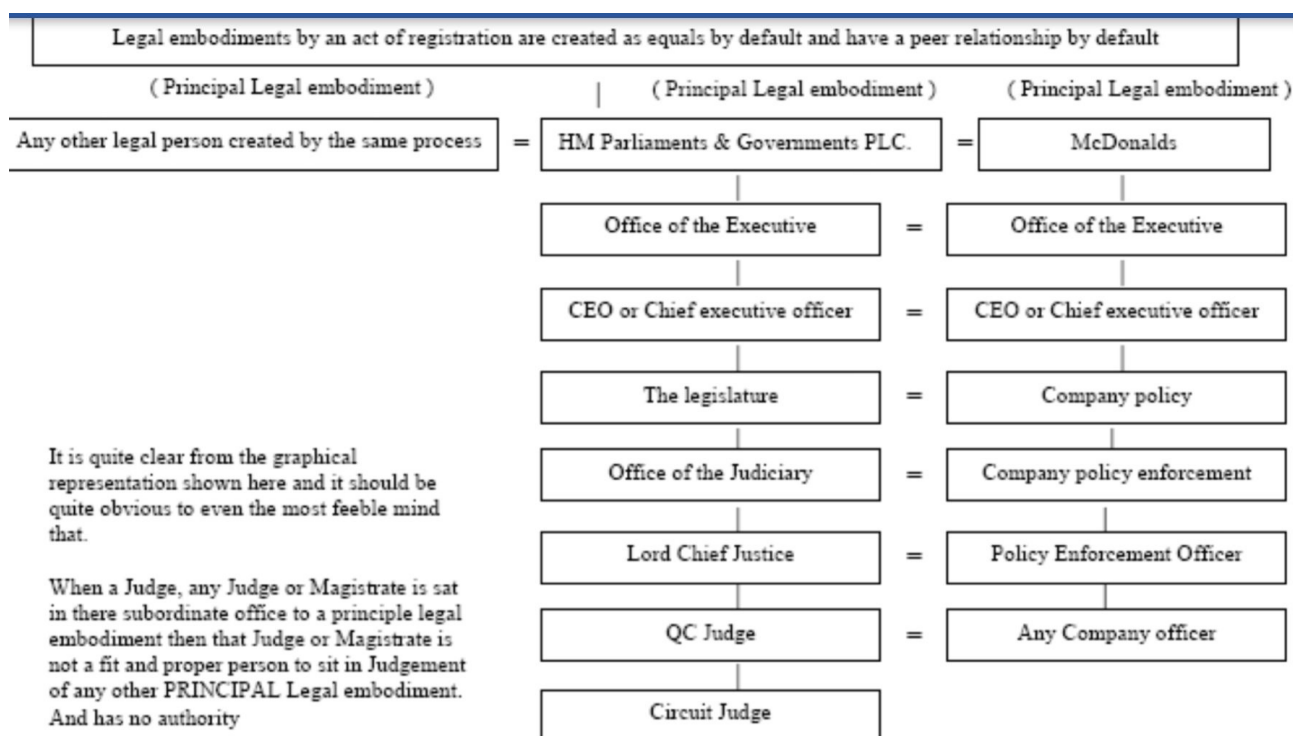 Legal embodiments by an act of registration are created as equals by default and have a peer relationship by default
( Principal Legal embodiment ) ( Principal Legal embodiment ) ( Principal Legal embodiment )
Any other legal person created by the same process = HM Parliaments & Governments PLC. = McDonalds
Office of the Executive = Office of the Executive
CEO or Chief executive officer = CEO or Chief executive officer
The legislature = Company policy
Office of the Judiciary = Company policy enforcement
Lord Chief Justice = Policy Enforcement Officer
QC Judge = Any Company officer
Circuit Judge
It is quite clear from the graphical
representation shown here and it should be
quite obvious to even the most feeble mind
that.
When a Judge, any Judge or Magistrate is sat
in there subordinate office to a principle legal
embodiment then that Judge or Magistrate is
not a fit and proper person to sit in Judgement
of any other PRINCIPAL Legal embodiment.
And has no authority